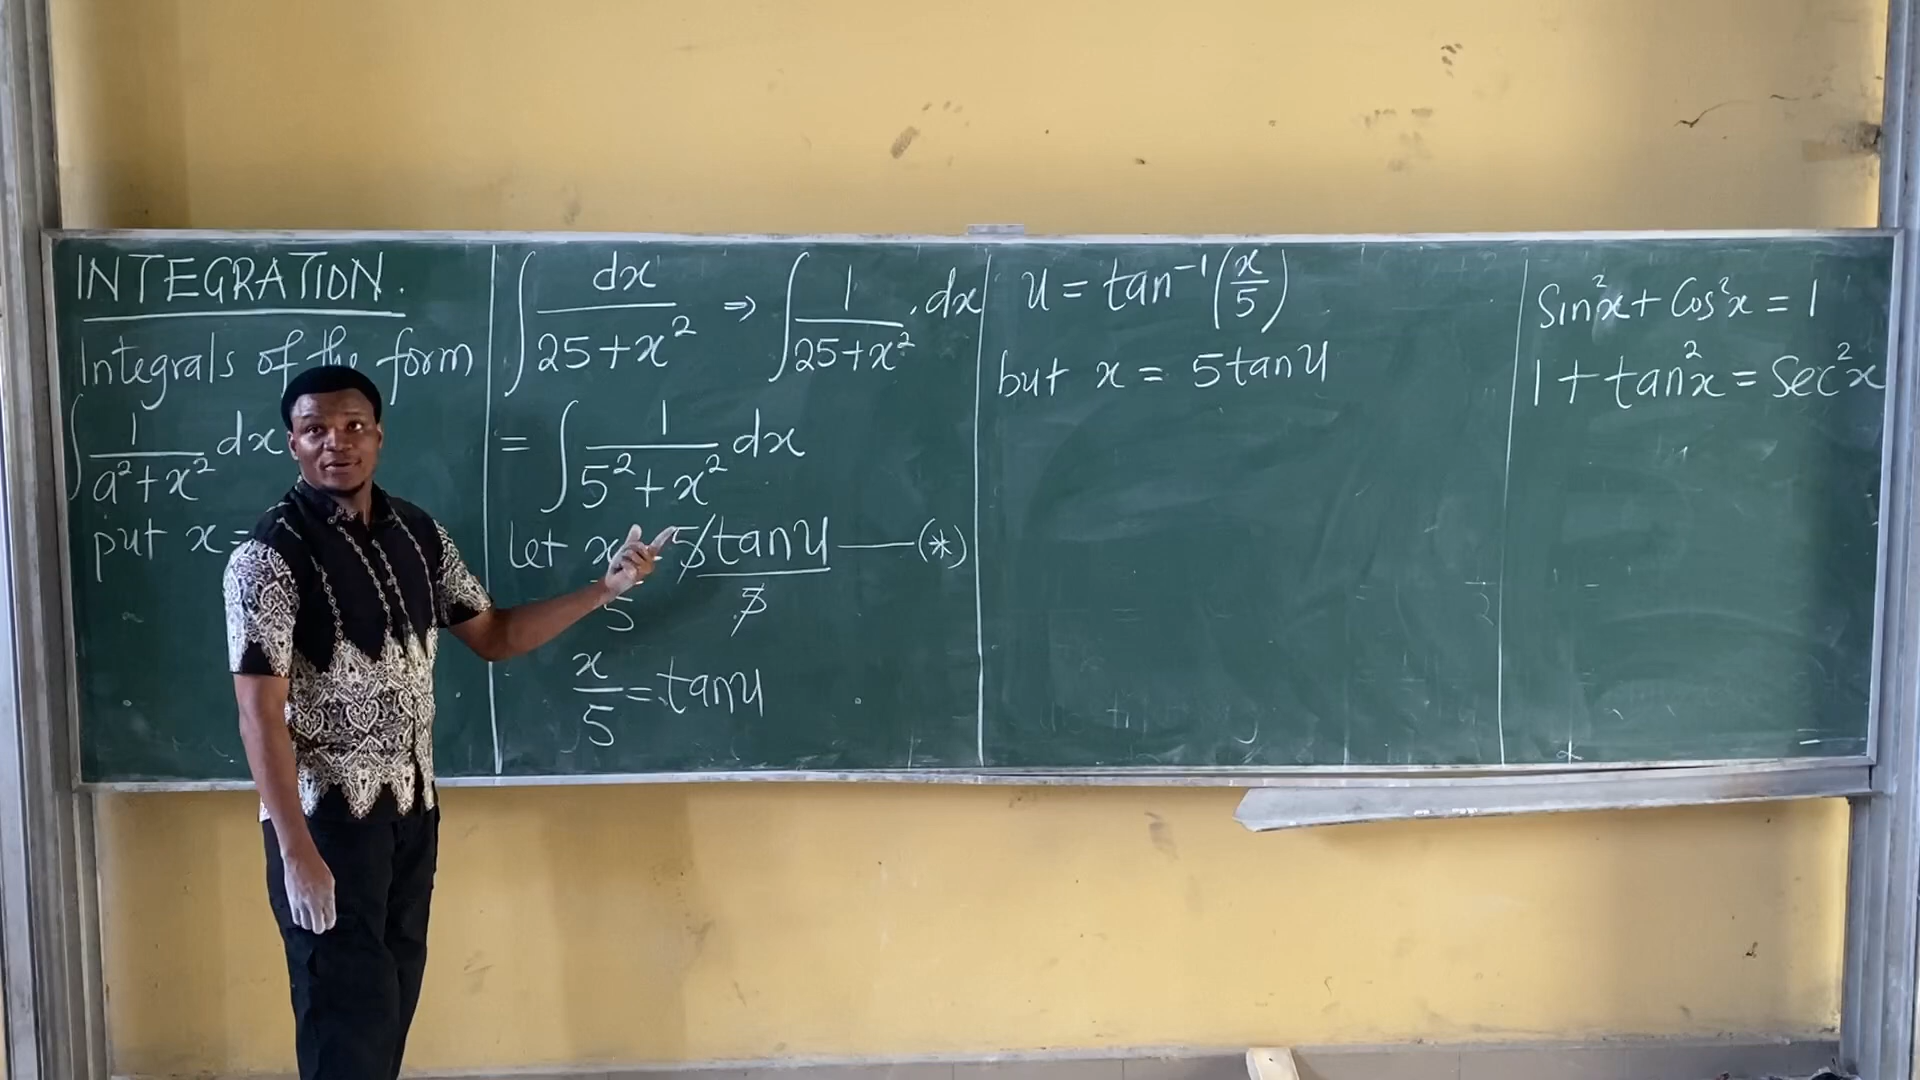 INTEGRATION.
Integrals of the form
∫ 1/(a²+x²) dx
put x =
∫ dx/(25+x²) ⇒ ∫ 1/(25+x²) . dx
= ∫ 1/(5²+x²) dx
let x = 5tanu/5 —— (*)
5
x/5 = tanu
u = tan⁻¹(x/5)
but x = 5tanu
Sin²x + Cos²x = 1
1 + tan²x = Sec²x